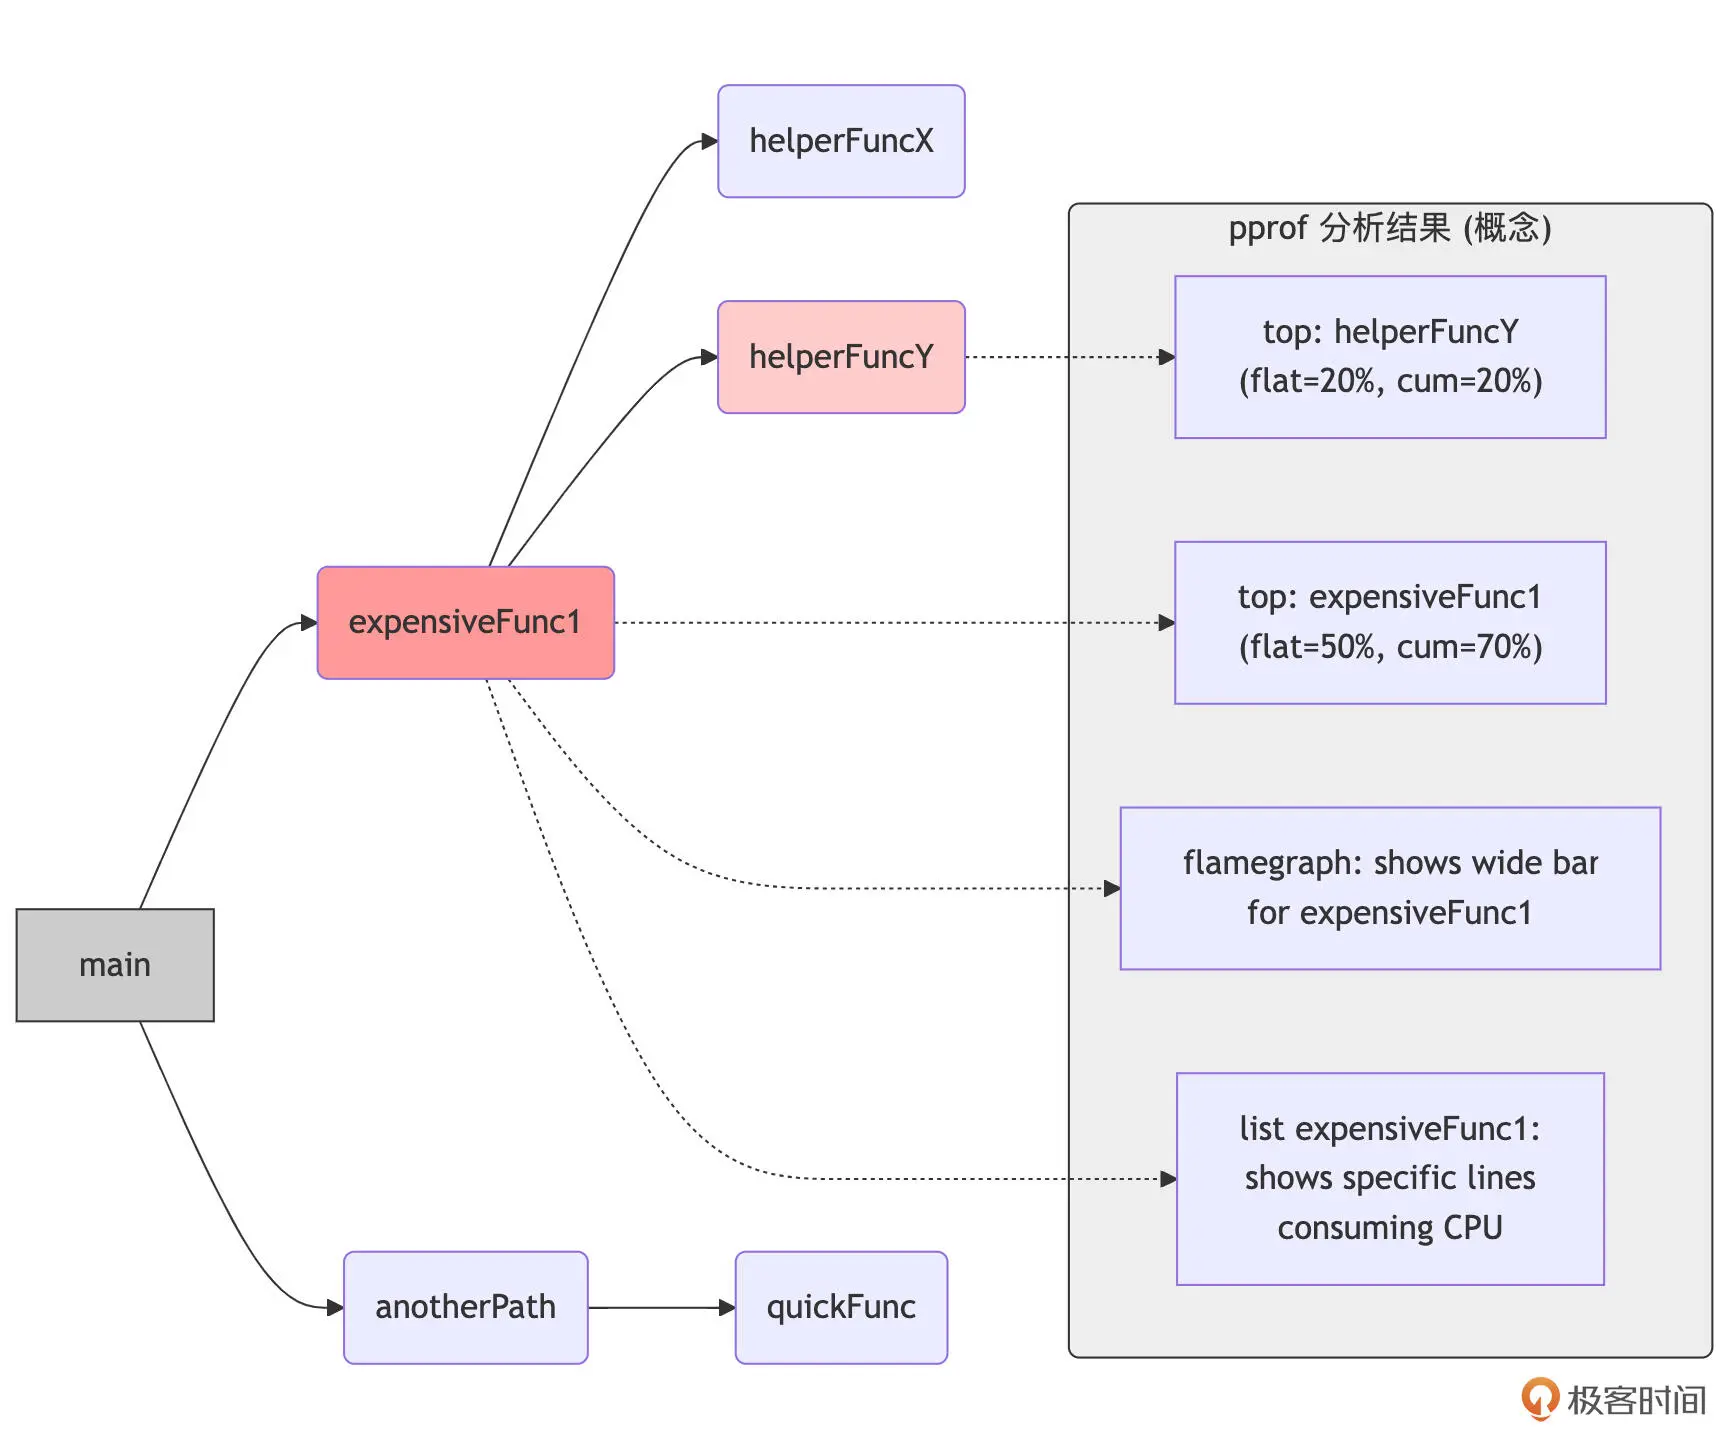 helperFuncX
pprof 分析结果 (概念)
helperFuncY
top: helperFuncY
(flat=20%, cum=20%)
expensiveFunc1
top: expensiveFunc1
(flat=50%, cum=70%)
flamegraph: shows wide bar
for expensiveFunc1
main
list expensiveFunc1:
shows specific lines
consuming CPU
anotherPath
quickFunc
极客时间